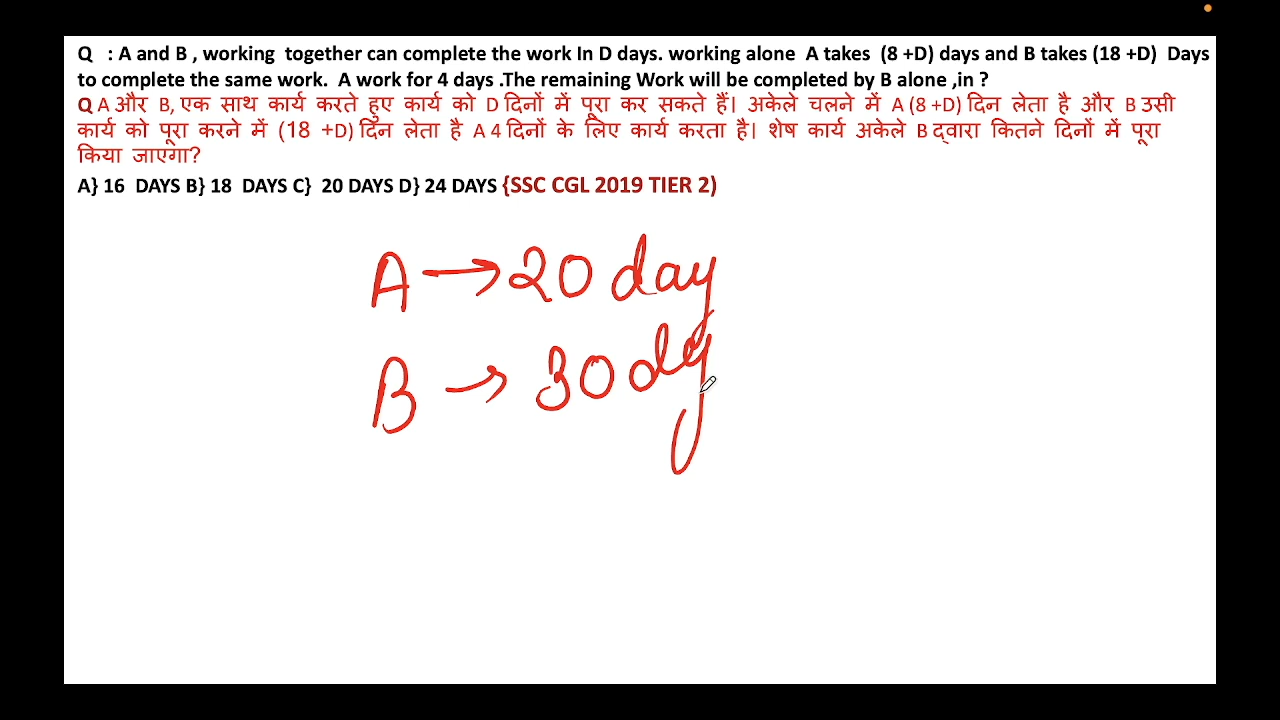 Q : A and B , working together can complete the work In D days. working alone A takes (8 +D) days and B takes (18 +D) Days
to complete the same work. A work for 4 days .The remaining Work will be completed by B alone ,in ?
Q A और B, एक साथ कार्य करते हुए कार्य को D दिनों में पूरा कर सकते हैं। अकेले चलने में A (8 +D) दिन लेता है और B उसी
कार्य को पूरा करने में (18 +D) दिन लेता है A 4 दिनों के लिए कार्य करता है। शेष कार्य अकेले B द्वारा कितने दिनों में पूरा
किया जाएगा?
A} 16 DAYS B} 18 DAYS C} 20 DAYS D} 24 DAYS {SSC CGL 2019 TIER 2)
A → 20 day
B → 30 dy